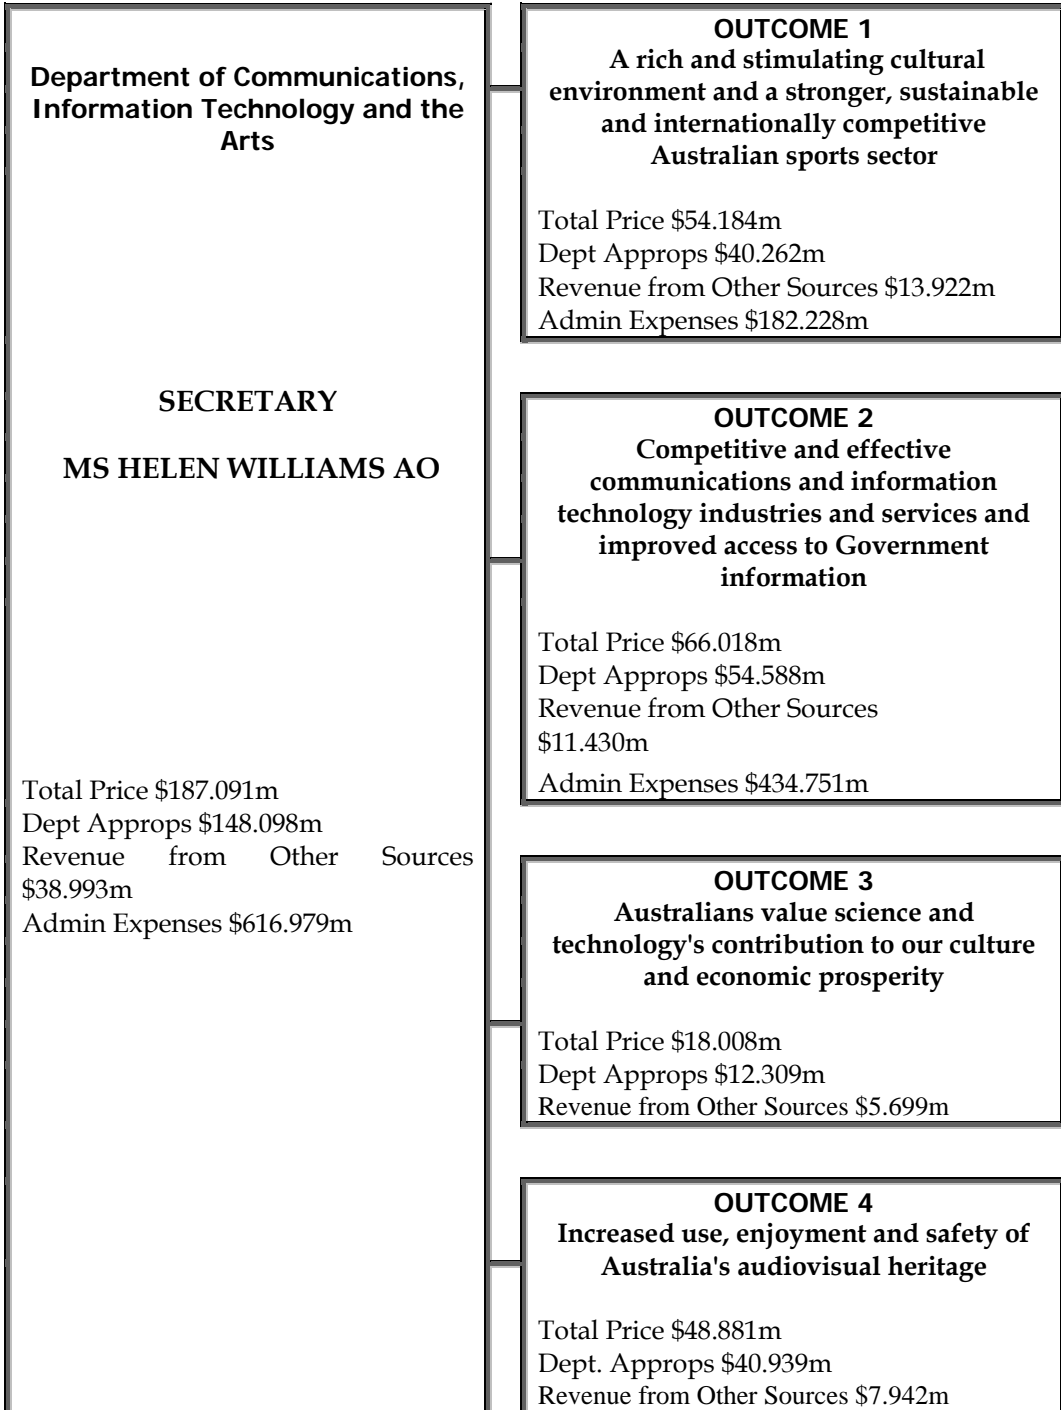 Department of Communications,
Information Technology and the
Arts
SECRETARY
MS HELEN WILLIAMS AO
Total Price $187.091m
Dept Approps $148.098m
Revenue from Other Sources
$38.993m
Admin Expenses $616.979m
OUTCOME 1
A rich and stimulating cultural
environment and a stronger, sustainable
and internationally competitive
Australian sports sector
Total Price $54.184m
Dept Approps $40.262m
Revenue from Other Sources $13.922m
Admin Expenses $182.228m
OUTCOME 2
Competitive and effective
communications and information
technology industries and services and
improved access to Government
information
Total Price $66.018m
Dept Approps $54.588m
Revenue from Other Sources
$11.430m
Admin Expenses $434.751m
OUTCOME 3
Australians value science and
technology's contribution to our culture
and economic prosperity
Total Price $18.008m
Dept Approps $12.309m
Revenue from Other Sources $5.699m
OUTCOME 4
Increased use, enjoyment and safety of
Australia's audiovisual heritage
Total Price $48.881m
Dept. Approps $40.939m
Revenue from Other Sources $7.942m